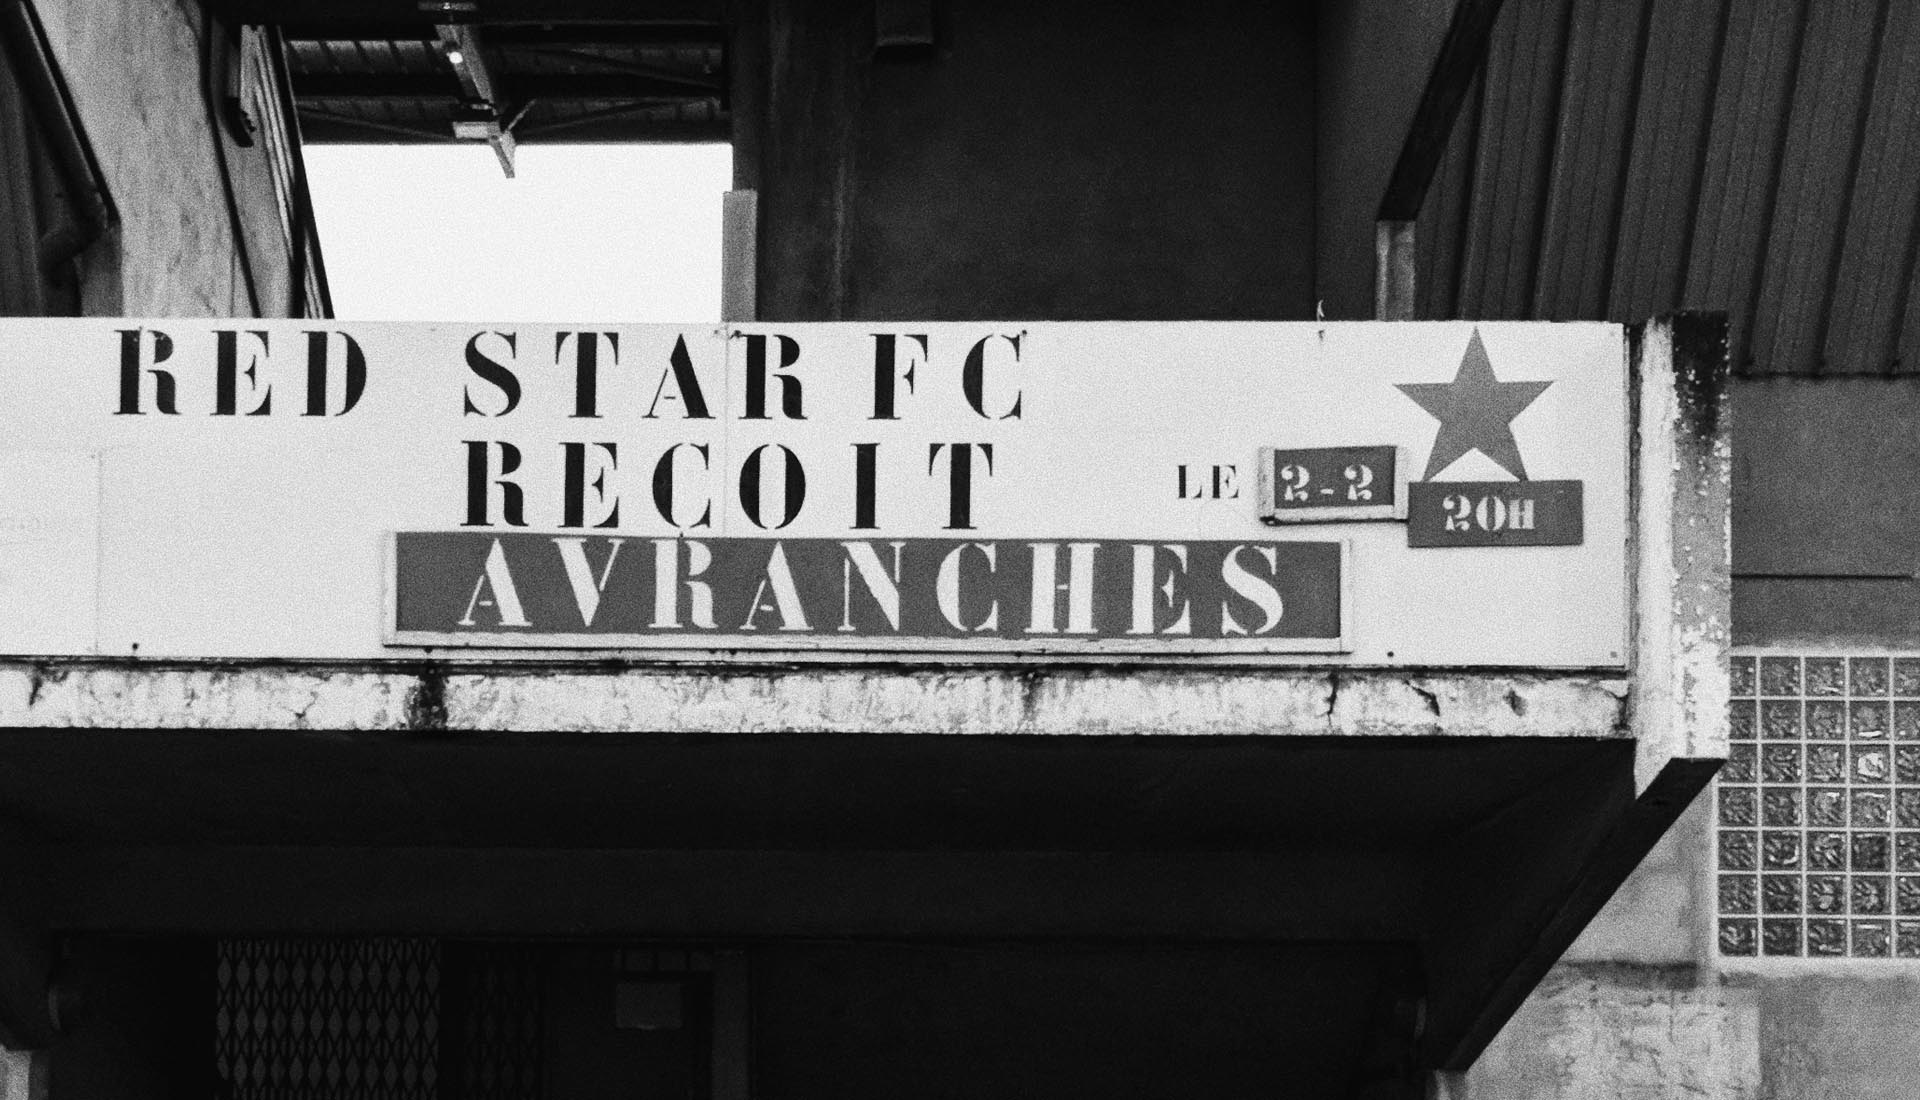 RED STAR FC
RECOIT
LE 2-2
20H
AVRANCHES